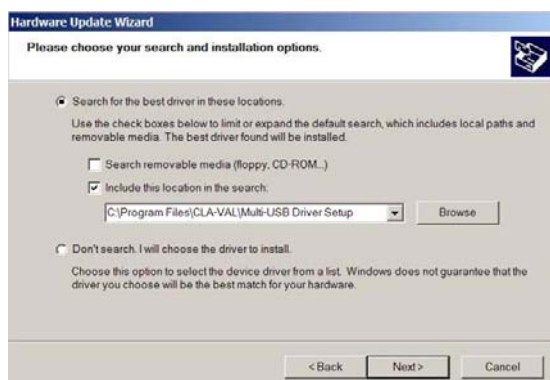 Hardware Update Wizard
Please choose your search and installation options.
Search for the best driver in these locations.
Use the check boxes below to limit or expand the default search, which includes local paths and
removable media. The best driver found will be installed.
Search removable media (floppy, CD-ROM...)
Include this location in the search:
C:\Program Files\CLA-VAL\Multi-USB Driver Setup
Browse
Don't search. I will choose the driver to install.
Choose this option to select the device driver from a list. Windows does not guarantee that the
driver you choose will be the best match for your hardware.
< Back
Next >
Cancel